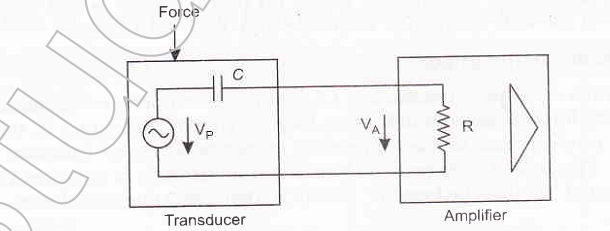 Force
C
V_P
V_A
R
Transducer
Amplifier